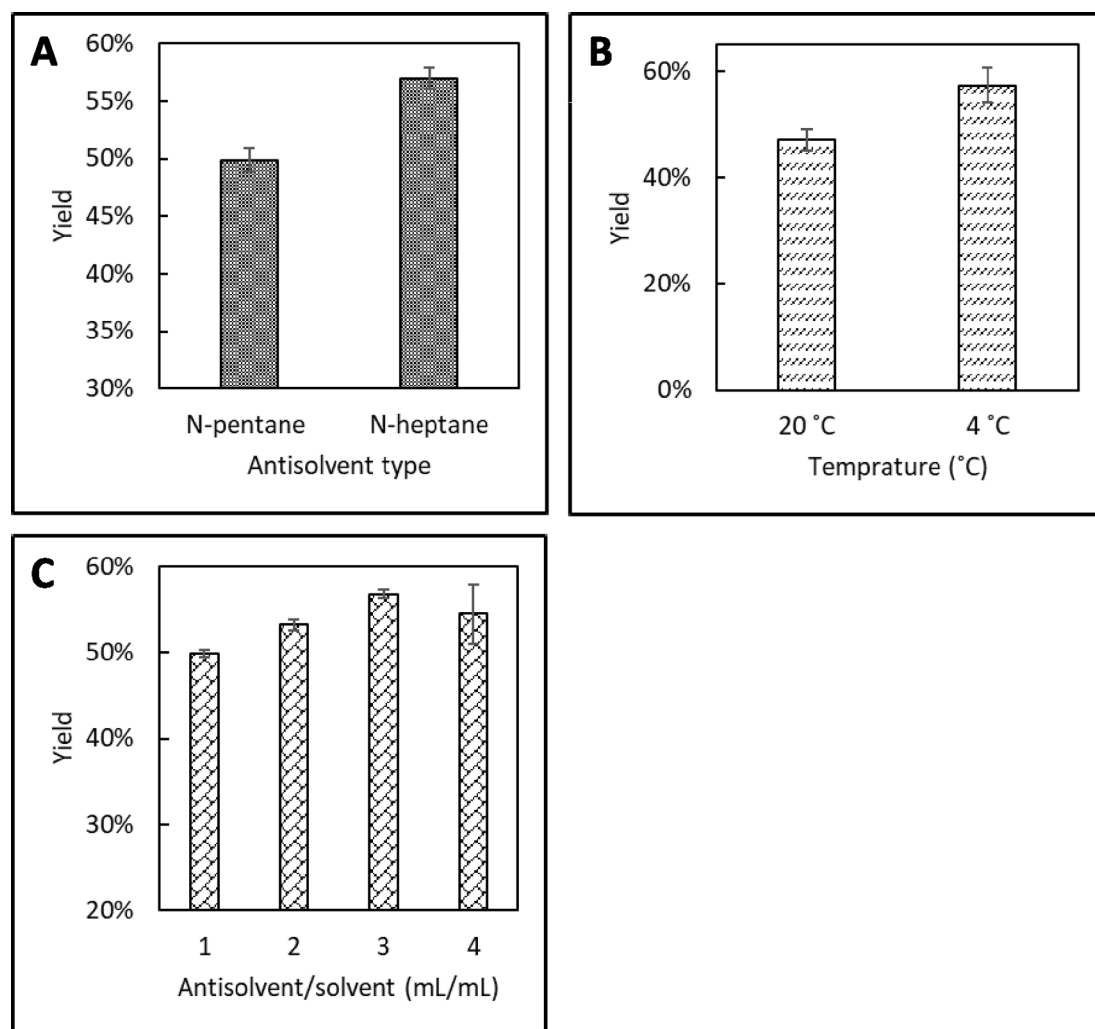 A
60%
55%
50%
45%
40%
35%
30%
Yield
N-pentane N-heptane
Antisolvent type
B
60%
40%
20%
0%
Yield
20 °C 4 °C
Temprature (°C)
C
60%
50%
40%
30%
20%
Yield
1 2 3 4
Antisolvent/solvent (mL/mL)